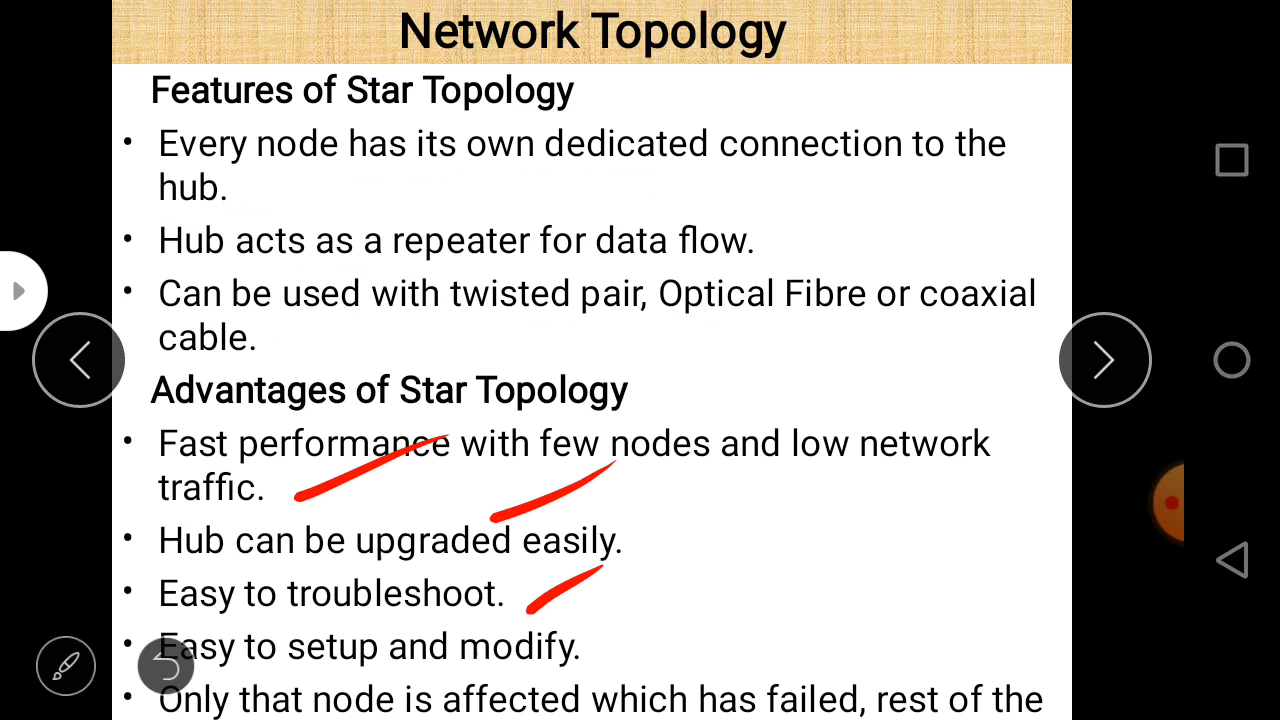 Network Topology
Features of Star Topology
• Every node has its own dedicated connection to the
hub.
• Hub acts as a repeater for data flow.
• Can be used with twisted pair, Optical Fibre or coaxial
cable.
Advantages of Star Topology
• Fast performance with few nodes and low network
traffic.
• Hub can be upgraded easily.
• Easy to troubleshoot.
• Easy to setup and modify.
• Only that node is affected which has failed, rest of the